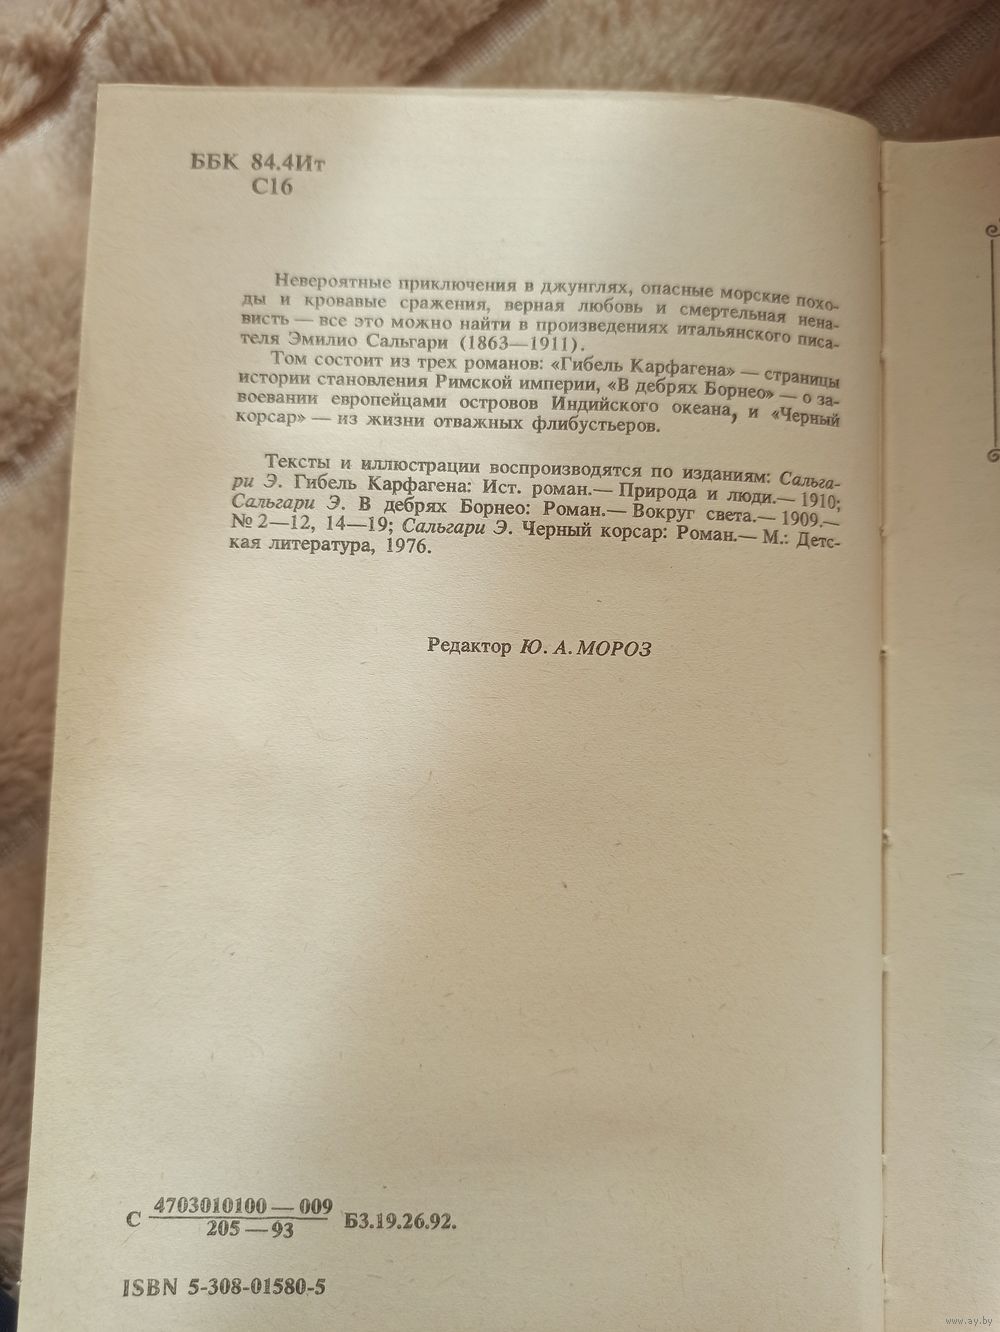 ББК 84.4Ит
С16
Невероятные приключения в джунглях, опасные морские похо-
ды и кровавые сражения, верная любовь и смертельная нена-
висть — все это можно найти в произведениях итальянского писа-
теля Эмилио Сальгари (1863—1911).
Том состоит из трех романов: «Гибель Карфагена» — страницы
истории становления Римской империи, «В дебрях Борнео» — о за-
воевании европейцами островов Индийского океана, и «Черный
корсар» — из жизни отважных флибустьеров.
Тексты и иллюстрации воспроизводятся по изданиям: Сальга-
ри Э. Гибель Карфагена: Ист. роман.— Природа и люди.— 1910;
Сальгари Э. В дебрях Борнео: Роман.— Вокруг света.— 1909.—
№ 2—12, 14—19; Сальгари Э. Черный корсар: Роман.— М.: Детс-
кая литература, 1976.
Редактор Ю. А. МОРОЗ
С 4703010100 — 009
205 — 93
БЗ.19.26.92.
ISBN 5-308-01580-5
www.ay.by